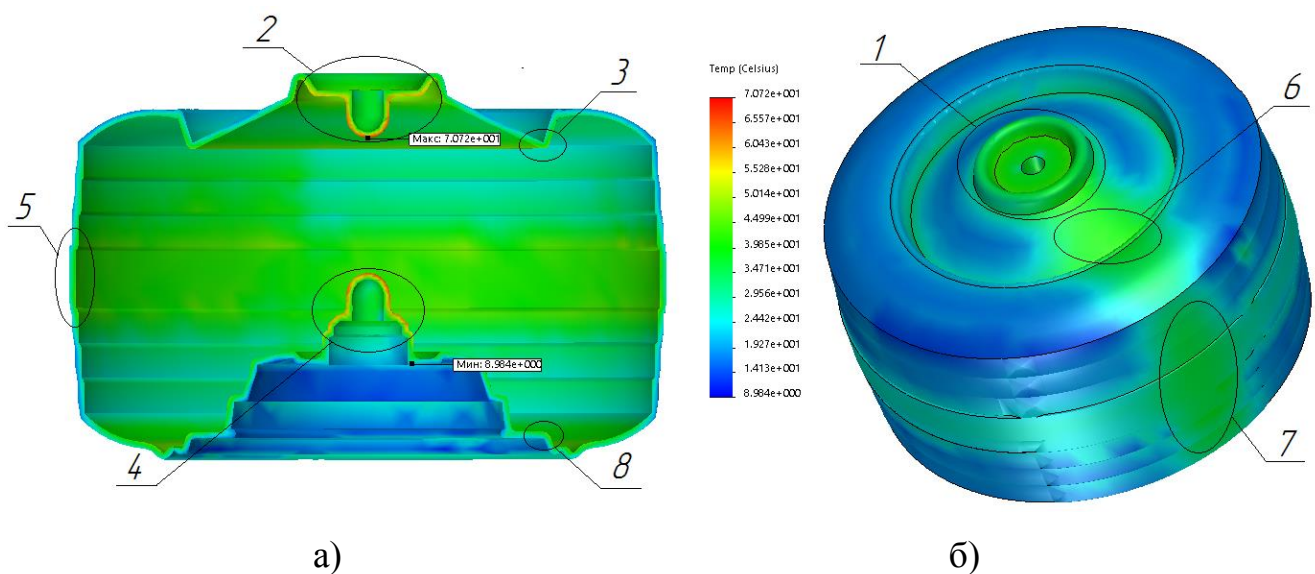 2
3
5
4
8
Макс: 7.072e+001
Мин: 8.984e+000
Temp (Celsius)
7.072e+001
6.557e+001
6.043e+001
5.528e+001
5.014e+001
4.499e+001
3.985e+001
3.471e+001
2.956e+001
2.442e+001
1.927e+001
1.413e+001
8.984e+000
1
6
7
а)
б)